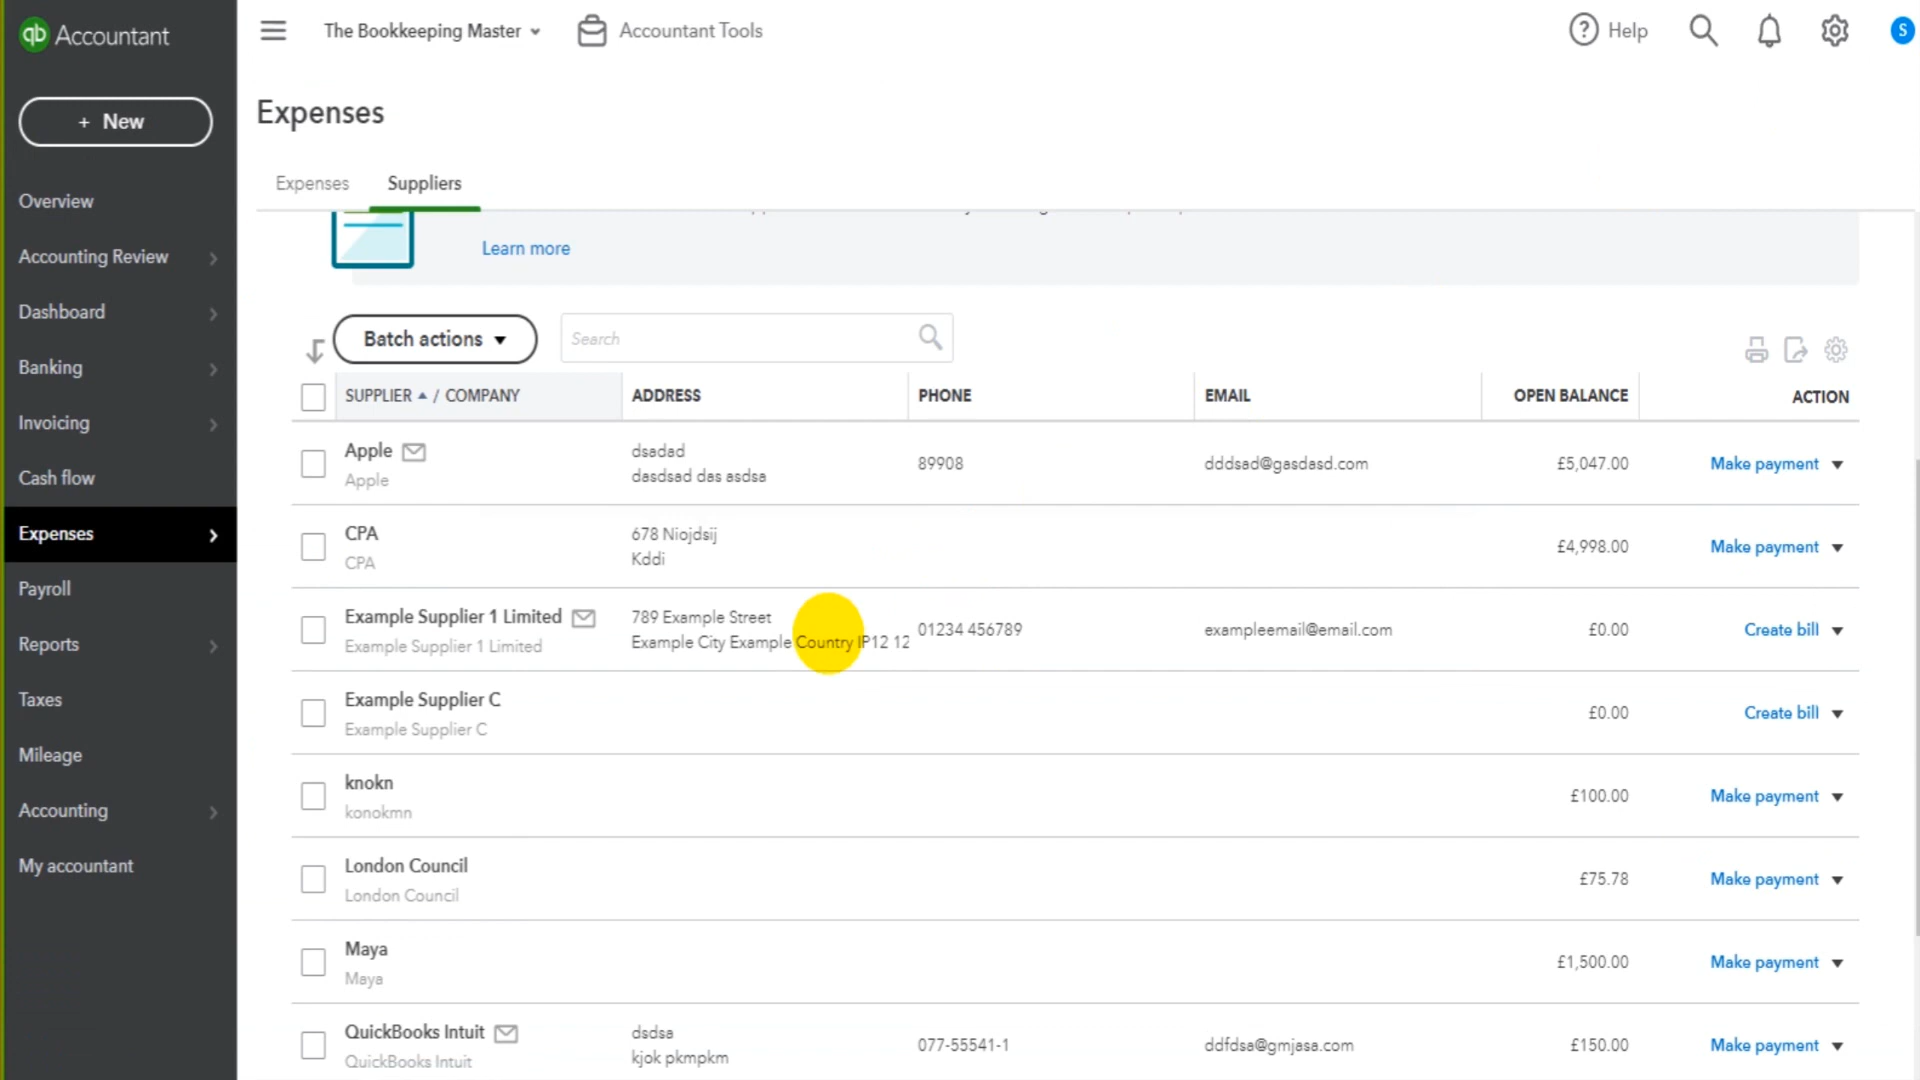 qb Accountant
The Bookkeeping Master
Accountant Tools
Help
S
+ New
Expenses
Expenses
Suppliers
Overview
Accounting Review
Dashboard
Banking
Invoicing
Cash flow
Expenses
Payroll
Reports
Taxes
Mileage
Accounting
My accountant
Learn more
Batch actions
Search
SUPPLIER / COMPANY ADDRESS PHONE EMAIL OPEN BALANCE ACTION
Apple
Apple
dsadad
dasdsad das asdsa
89908
dddsad@gasdasd.com
£5,047.00
Make payment
CPA
CPA
678 Niojdsij
Kddi
£4,998.00
Make payment
Example Supplier 1 Limited
Example Supplier 1 Limited
789 Example Street
Example City Example Country IP12 12
01234 456789
exampleemail@email.com
£0.00
Create bill
Example Supplier C
Example Supplier C
£0.00
Create bill
knokn
konokmn
£100.00
Make payment
London Council
London Council
£75.78
Make payment
Maya
Maya
£1,500.00
Make payment
QuickBooks Intuit
QuickBooks Intuit
dsdsa
kjok pkmpkm
077-55541-1
ddfdsa@gmjasa.com
£150.00
Make payment